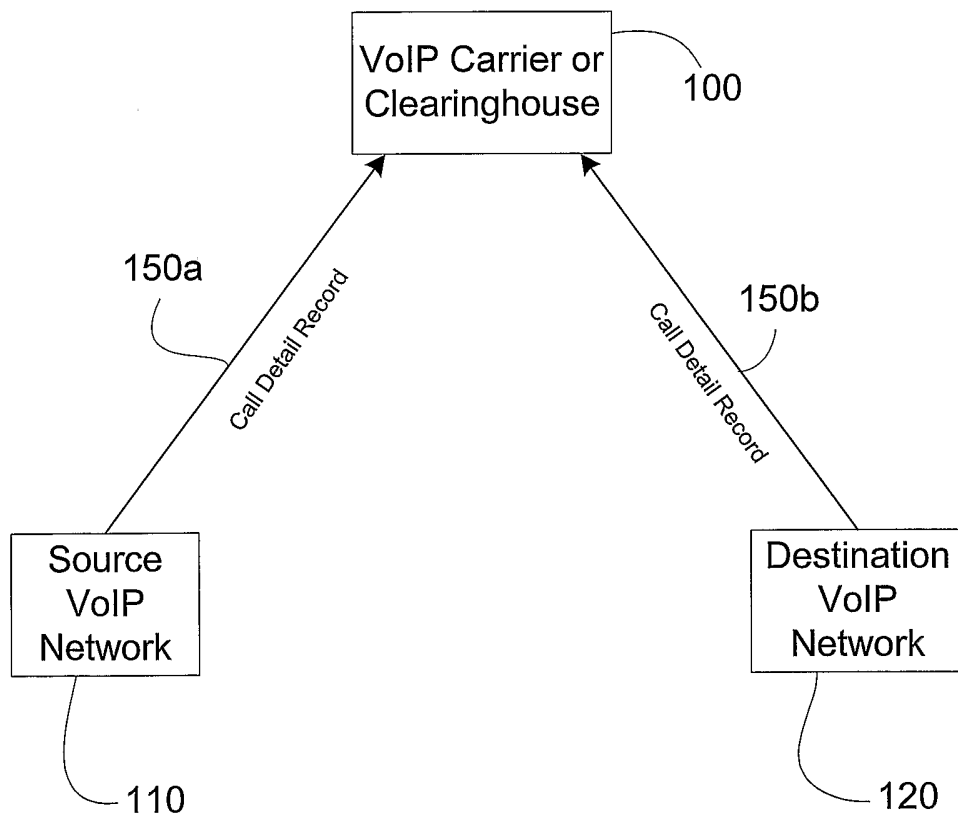 VoIP Carrier or
Clearinghouse
100
150a
Call Detail Record
150b
Call Detail Record
Source
VoIP
Network
Destination
VoIP
Network
110
120